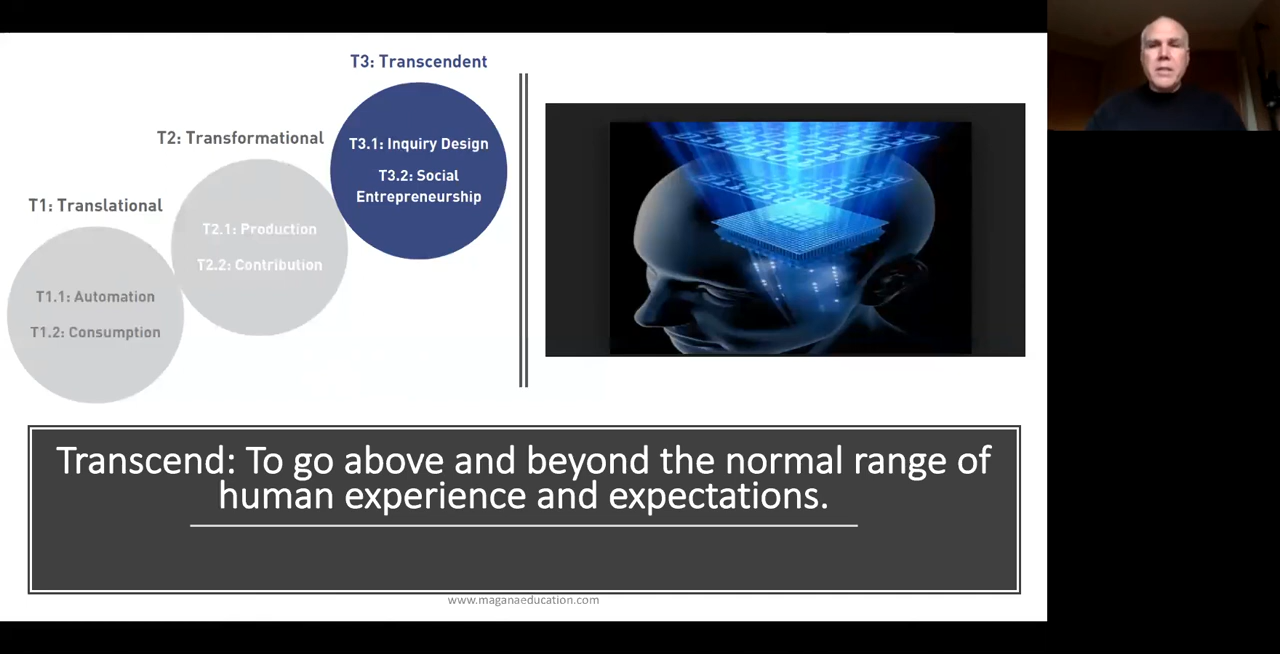 T3: Transcendent
T3.1: Inquiry Design
T3.2: Social
Entrepreneurship
T2: Transformational
T2.1: Production
T2.2: Contribution
T1: Translational
T1.1: Automation
T1.2: Consumption
Transcend: To go above and beyond the normal range of
human experience and expectations.
www.maganaeducation.com